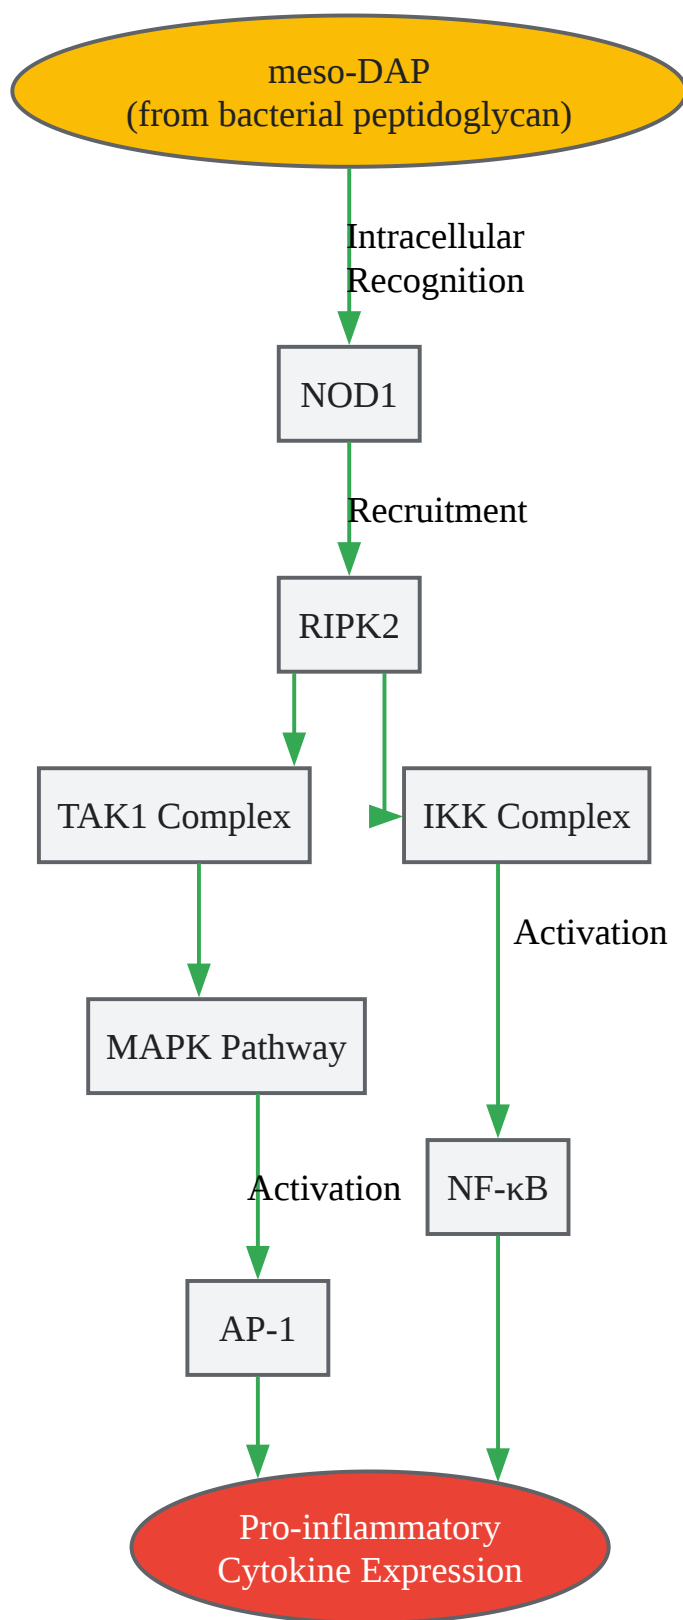 meso-DAP
(from bacterial peptidoglycan)
Intracellular
Recognition
NOD1
Recruitment
RIPK2
TAK1 Complex
IKK Complex
Activation
MAPK Pathway
NF-κB
Activation
AP-1
Pro-inflammatory
Cytokine Expression